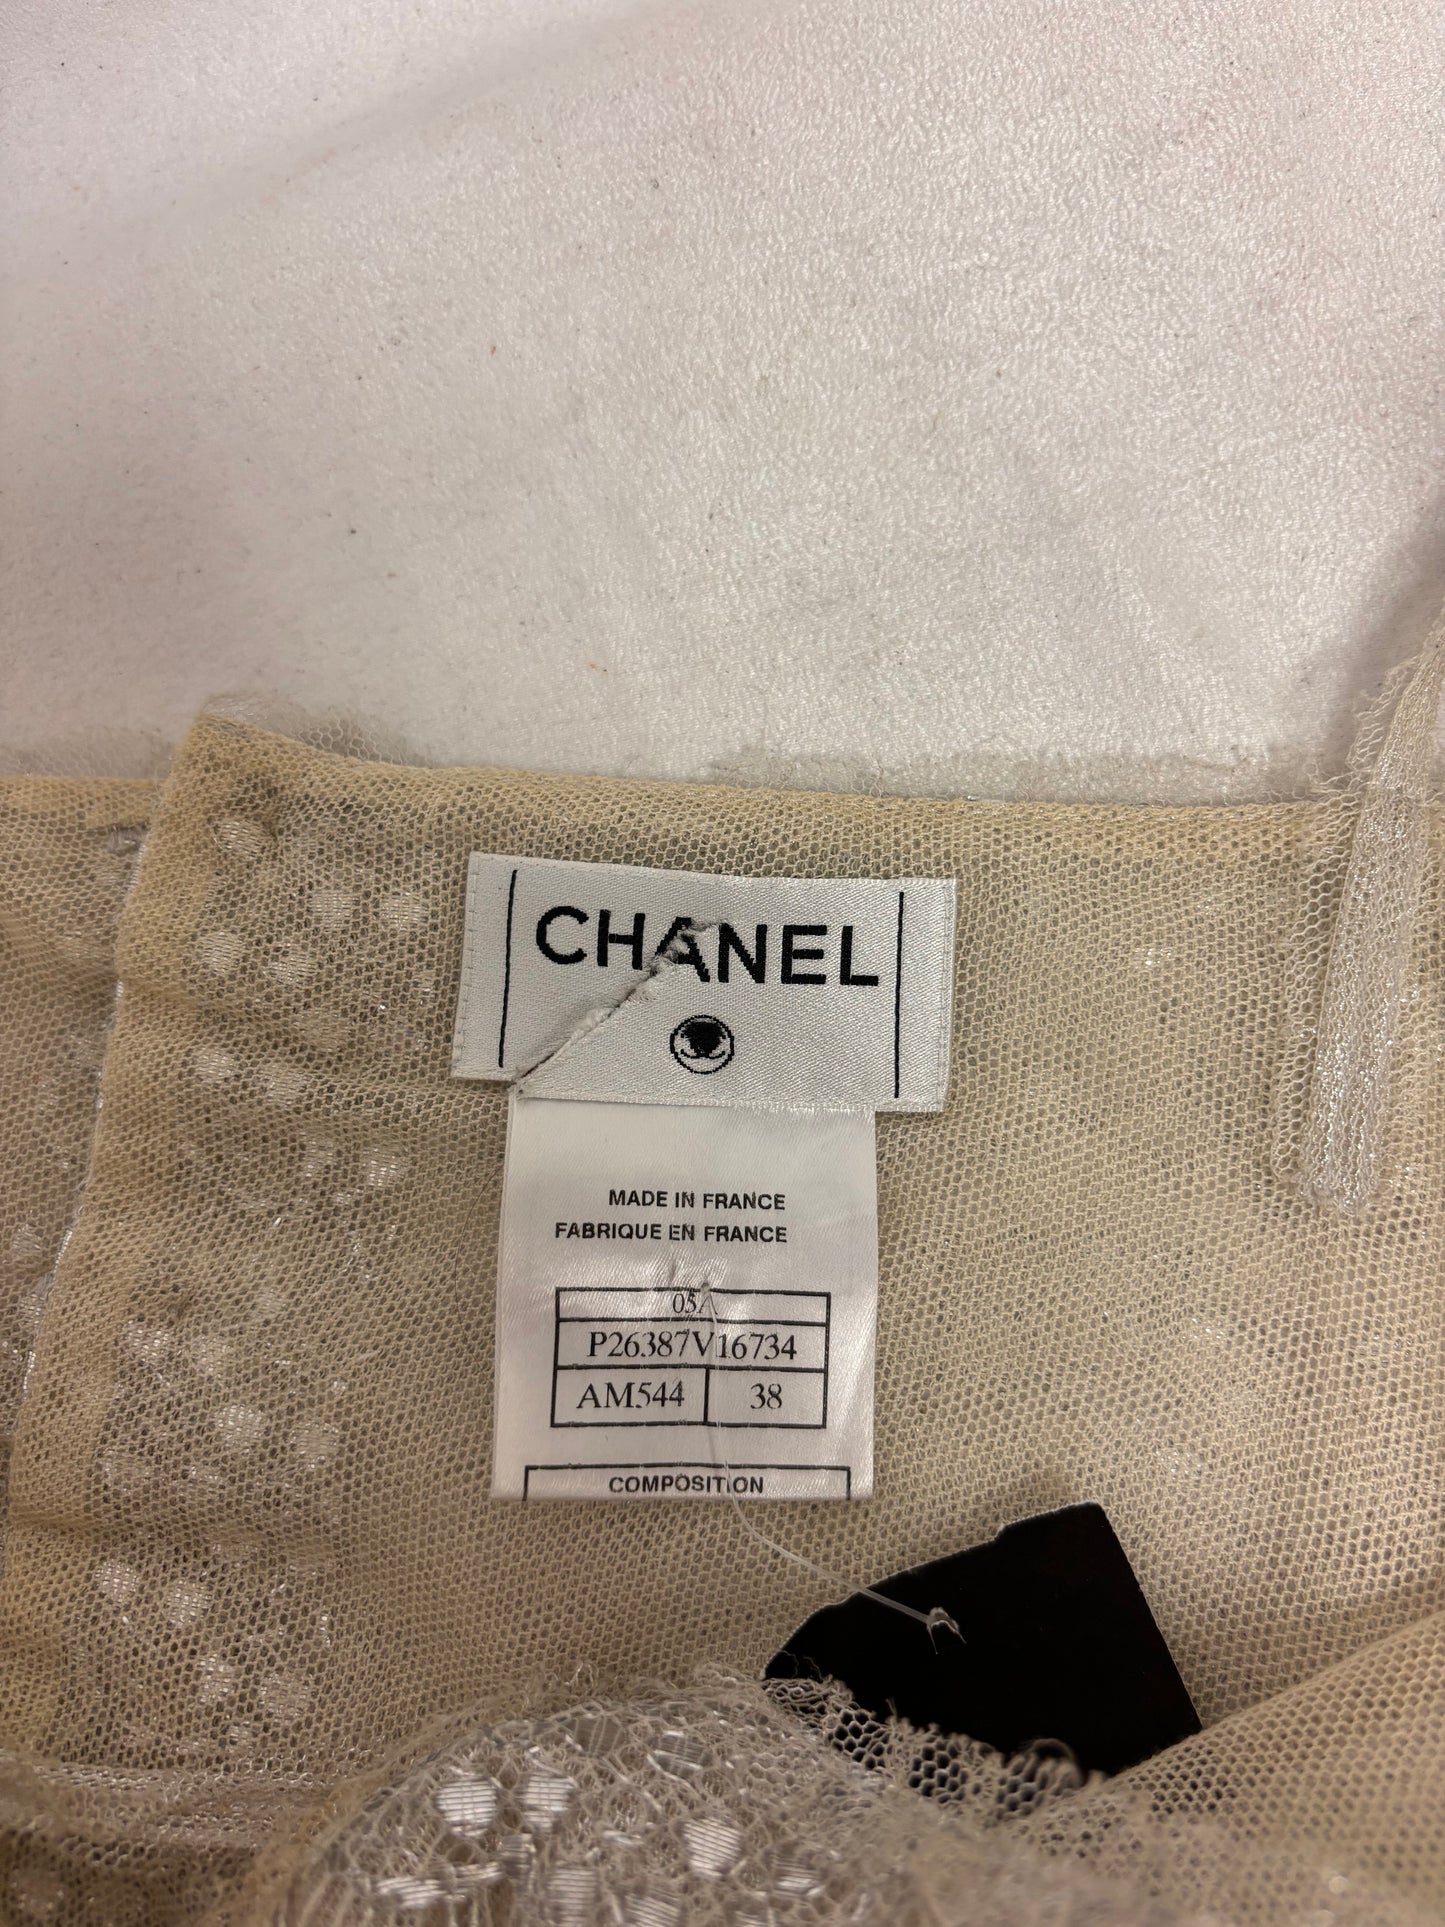 CHANEL
MADE IN FRANCE
FABRIQUE EN FRANCE
05A
P26387V16734
AM544 38
COMPOSITION